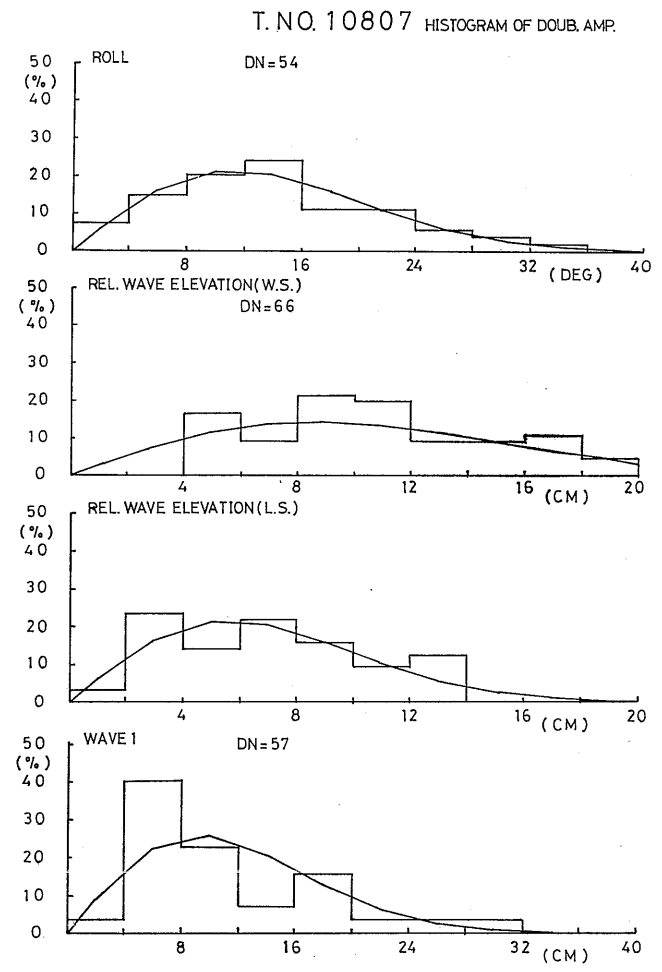 T.NO. 10807 HISTOGRAM OF DOUB. AMP.
50 ROLL DN=54
(%)
40
30
20
10
0
8 16 24 32 40
(DEG)
50 REL. WAVE ELEVATION(W.S.)
(%) DN=66
40
30
20
10
0
4 8 12 16 20
(CM)
50 REL. WAVE ELEVATION(L.S.)
(%)
40
30
20
10
0
4 8 12 16 20
(CM)
50 WAVE 1 DN=57
(%)
40
30
20
10
0
8 16 24 32 40
(CM)